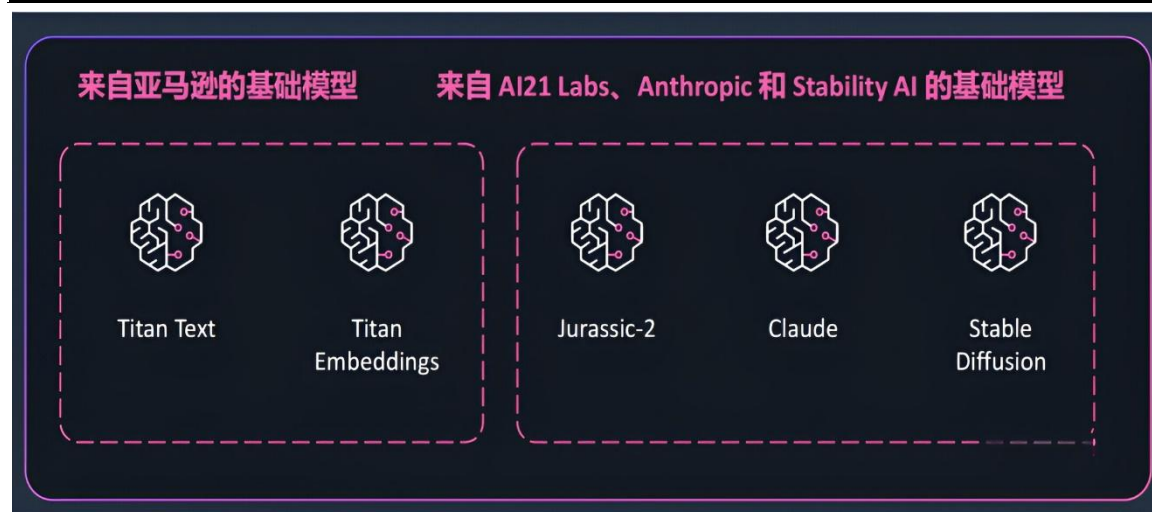 来自亚马逊的基础模型
来自 AI21 Labs、Anthropic 和 Stability AI 的基础模型
Titan Text
Titan
Embeddings
Jurassic-2
Claude
Stable
Diffusion